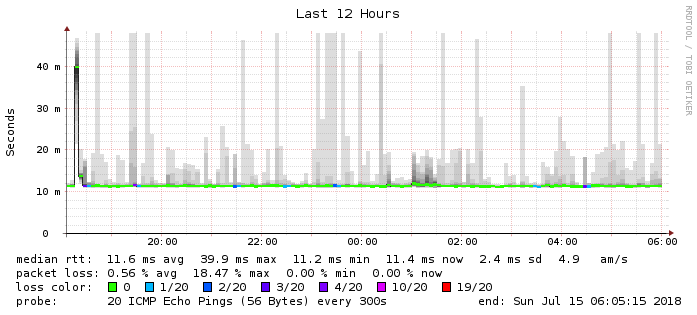 Last 12 Hours
RRDTOOL / TOBI OETIKER
Seconds
40 m
30 m
20 m
10 m
0
20:00 22:00 00:00 02:00 04:00 06:00
median rtt: 11.6 ms avg 39.9 ms max 11.2 ms min 11.4 ms now 2.4 ms sd 4.9 am/s
packet loss: 0.56 % avg 18.47 % max 0.00 % min 0.00 % now
loss color: 0 1/20 2/20 3/20 4/20 10/20 19/20
probe: 20 ICMP Echo Pings (56 Bytes) every 300s end: Sun Jul 15 06:05:15 2018